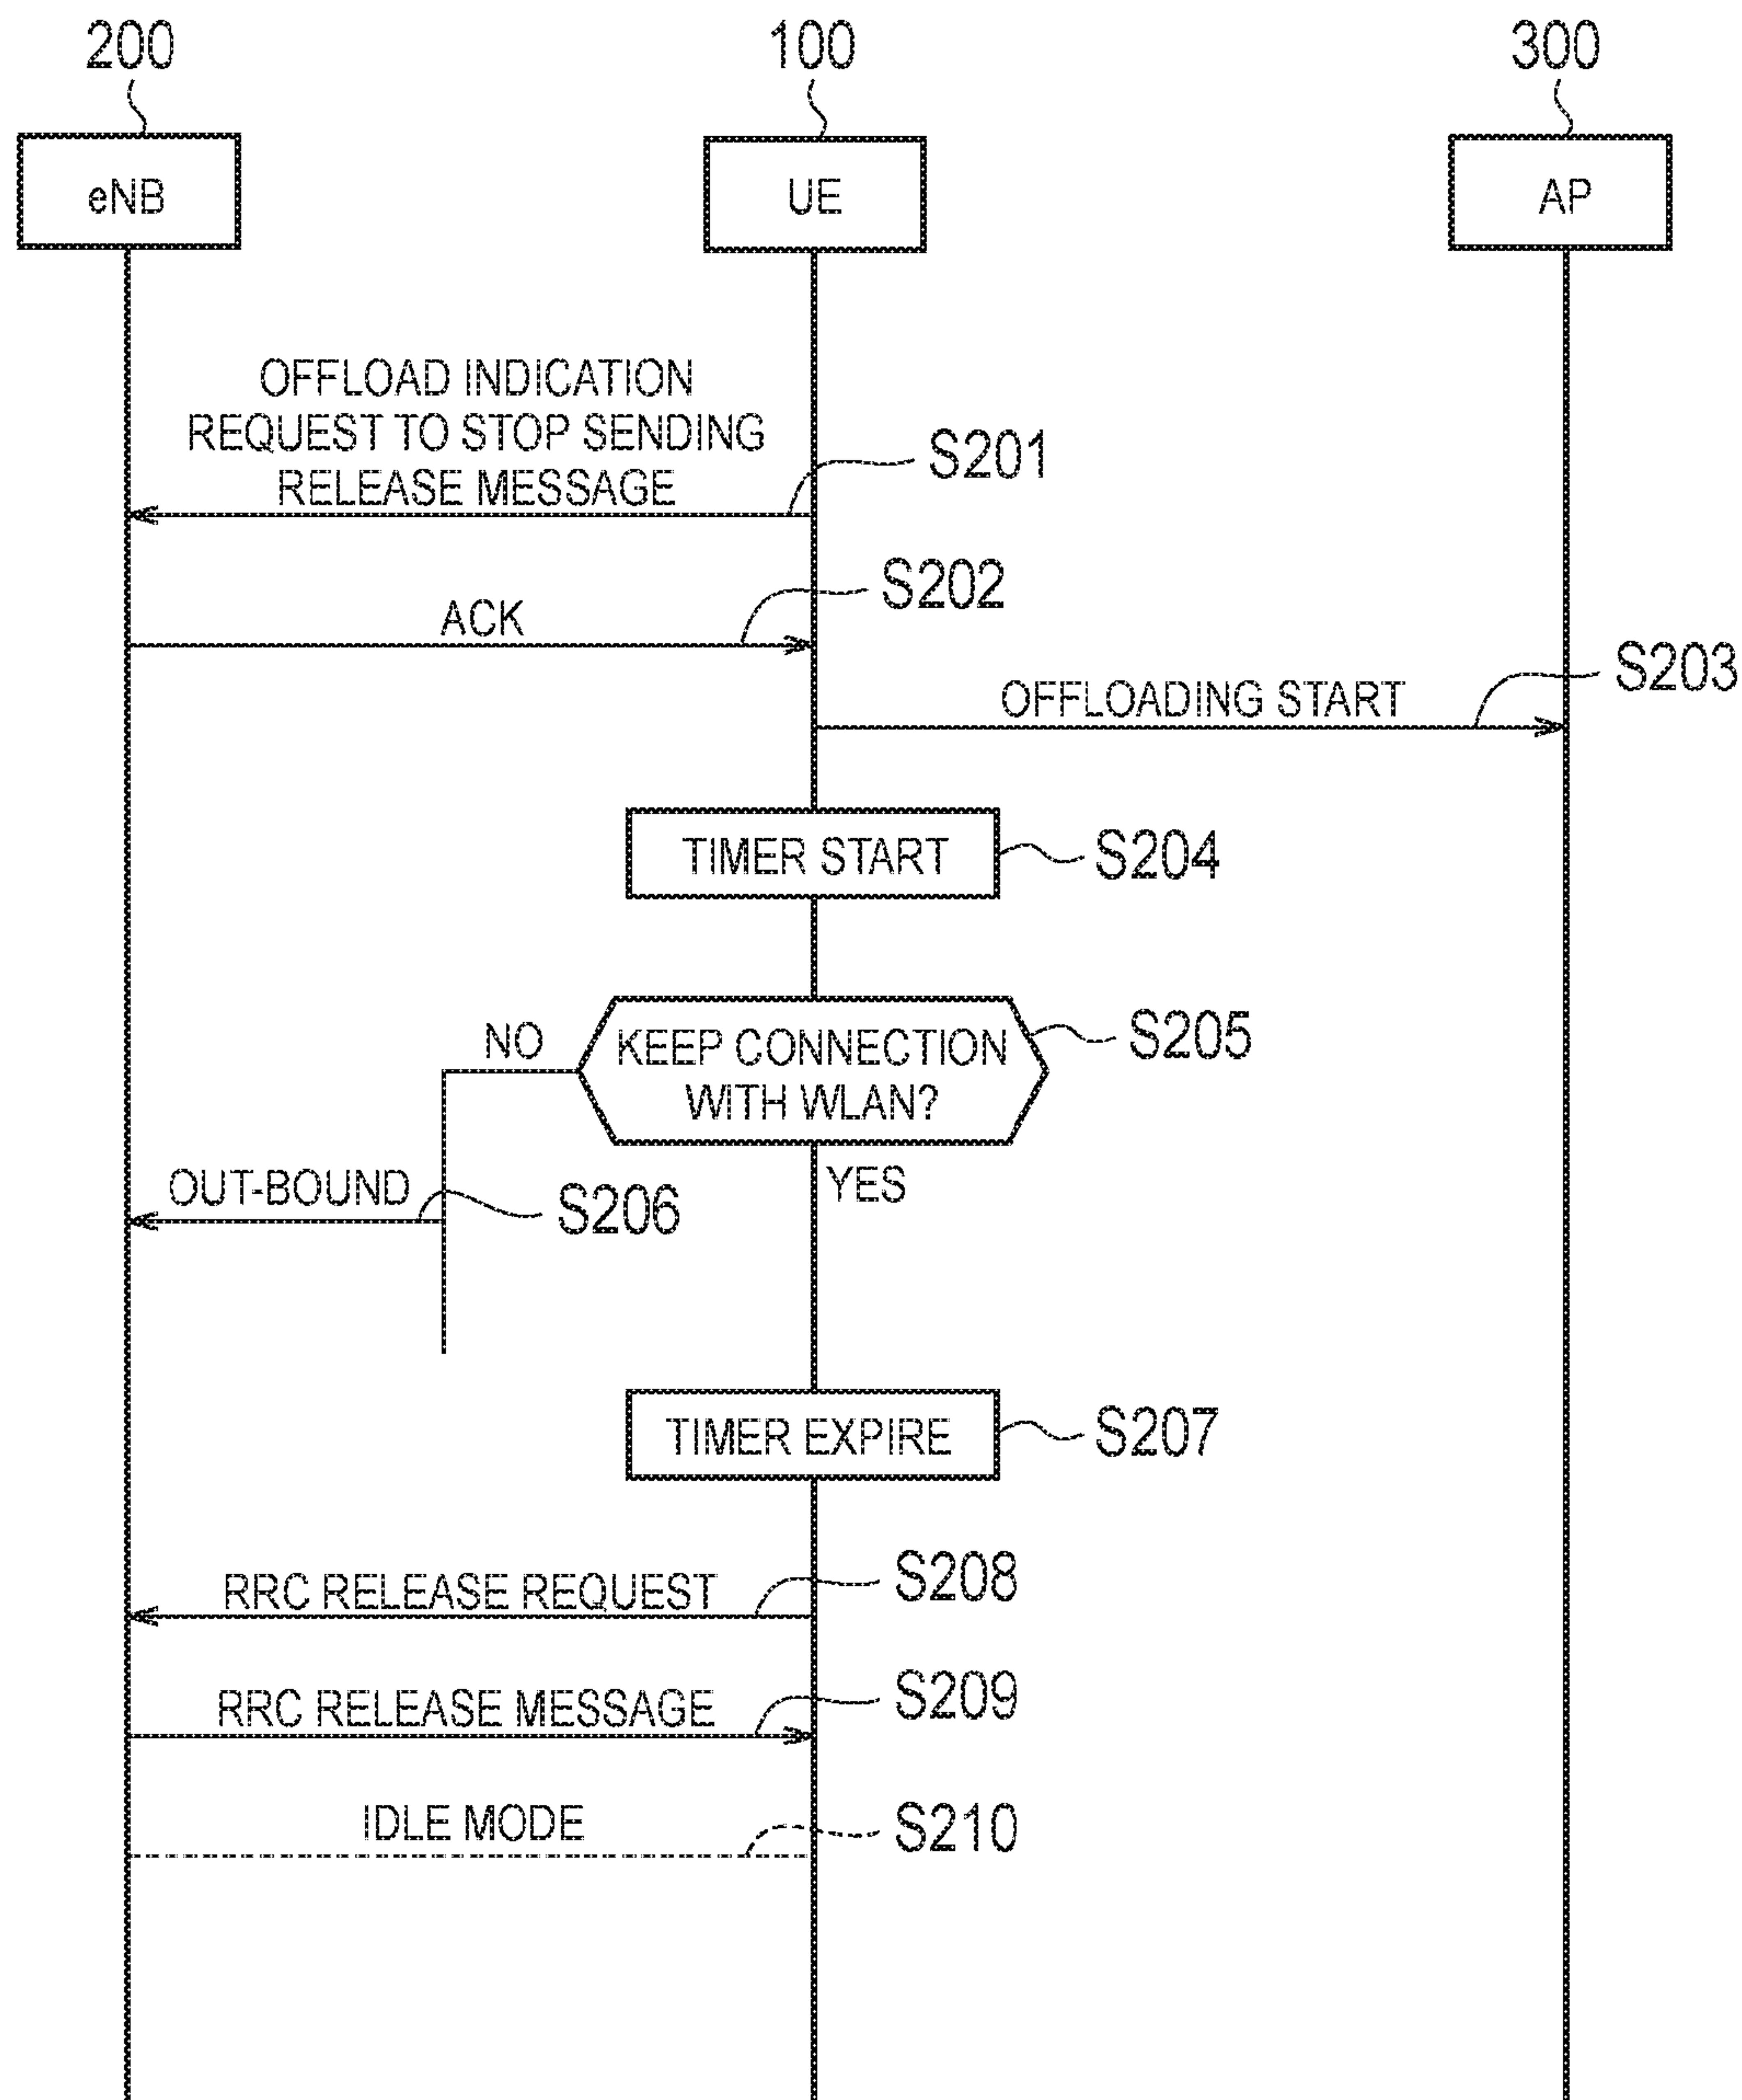 200
100
300
eNB
UE
AP
OFFLOAD INDICATION
REQUEST TO STOP SENDING
RELEASE MESSAGE
S201
S202
ACK
S203
OFFLOADING START
TIMER START
S204
NO
KEEP CONNECTION
WITH WLAN?
S205
YES
OUT-BOUND
S206
TIMER EXPIRE
S207
RRC RELEASE REQUEST
S208
RRC RELEASE MESSAGE
S209
IDLE MODE
S210